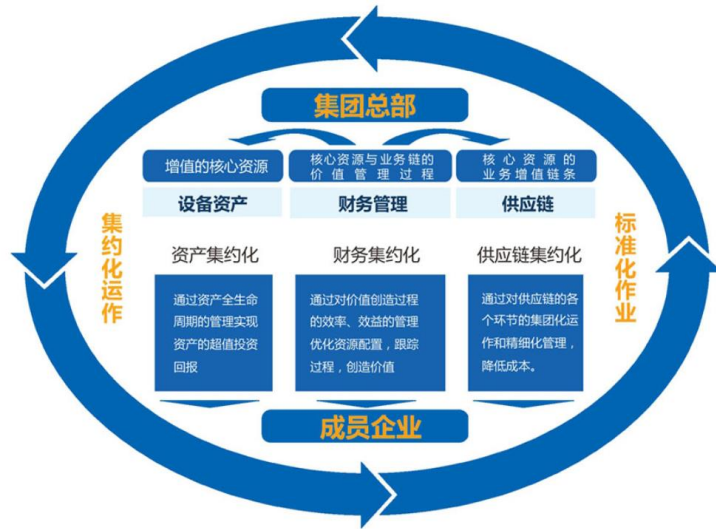 集团总部
增值的核心资源
核心资源与业务链的
价值管理过程
核心资源的
业务增值链条
设备资产
财务管理
供应链
集约化运作
标准化作业
资产集约化
财务集约化
供应链集约化
通过资产全生命
周期的管理实现
资产的超值投资
回报
通过对价值创造过程
的效率、效益的管理
优化资源配置，跟踪
过程，创造价值
通过对供应链的各
个环节的集团化运
作和精细化管理，
降低成本。
成员企业